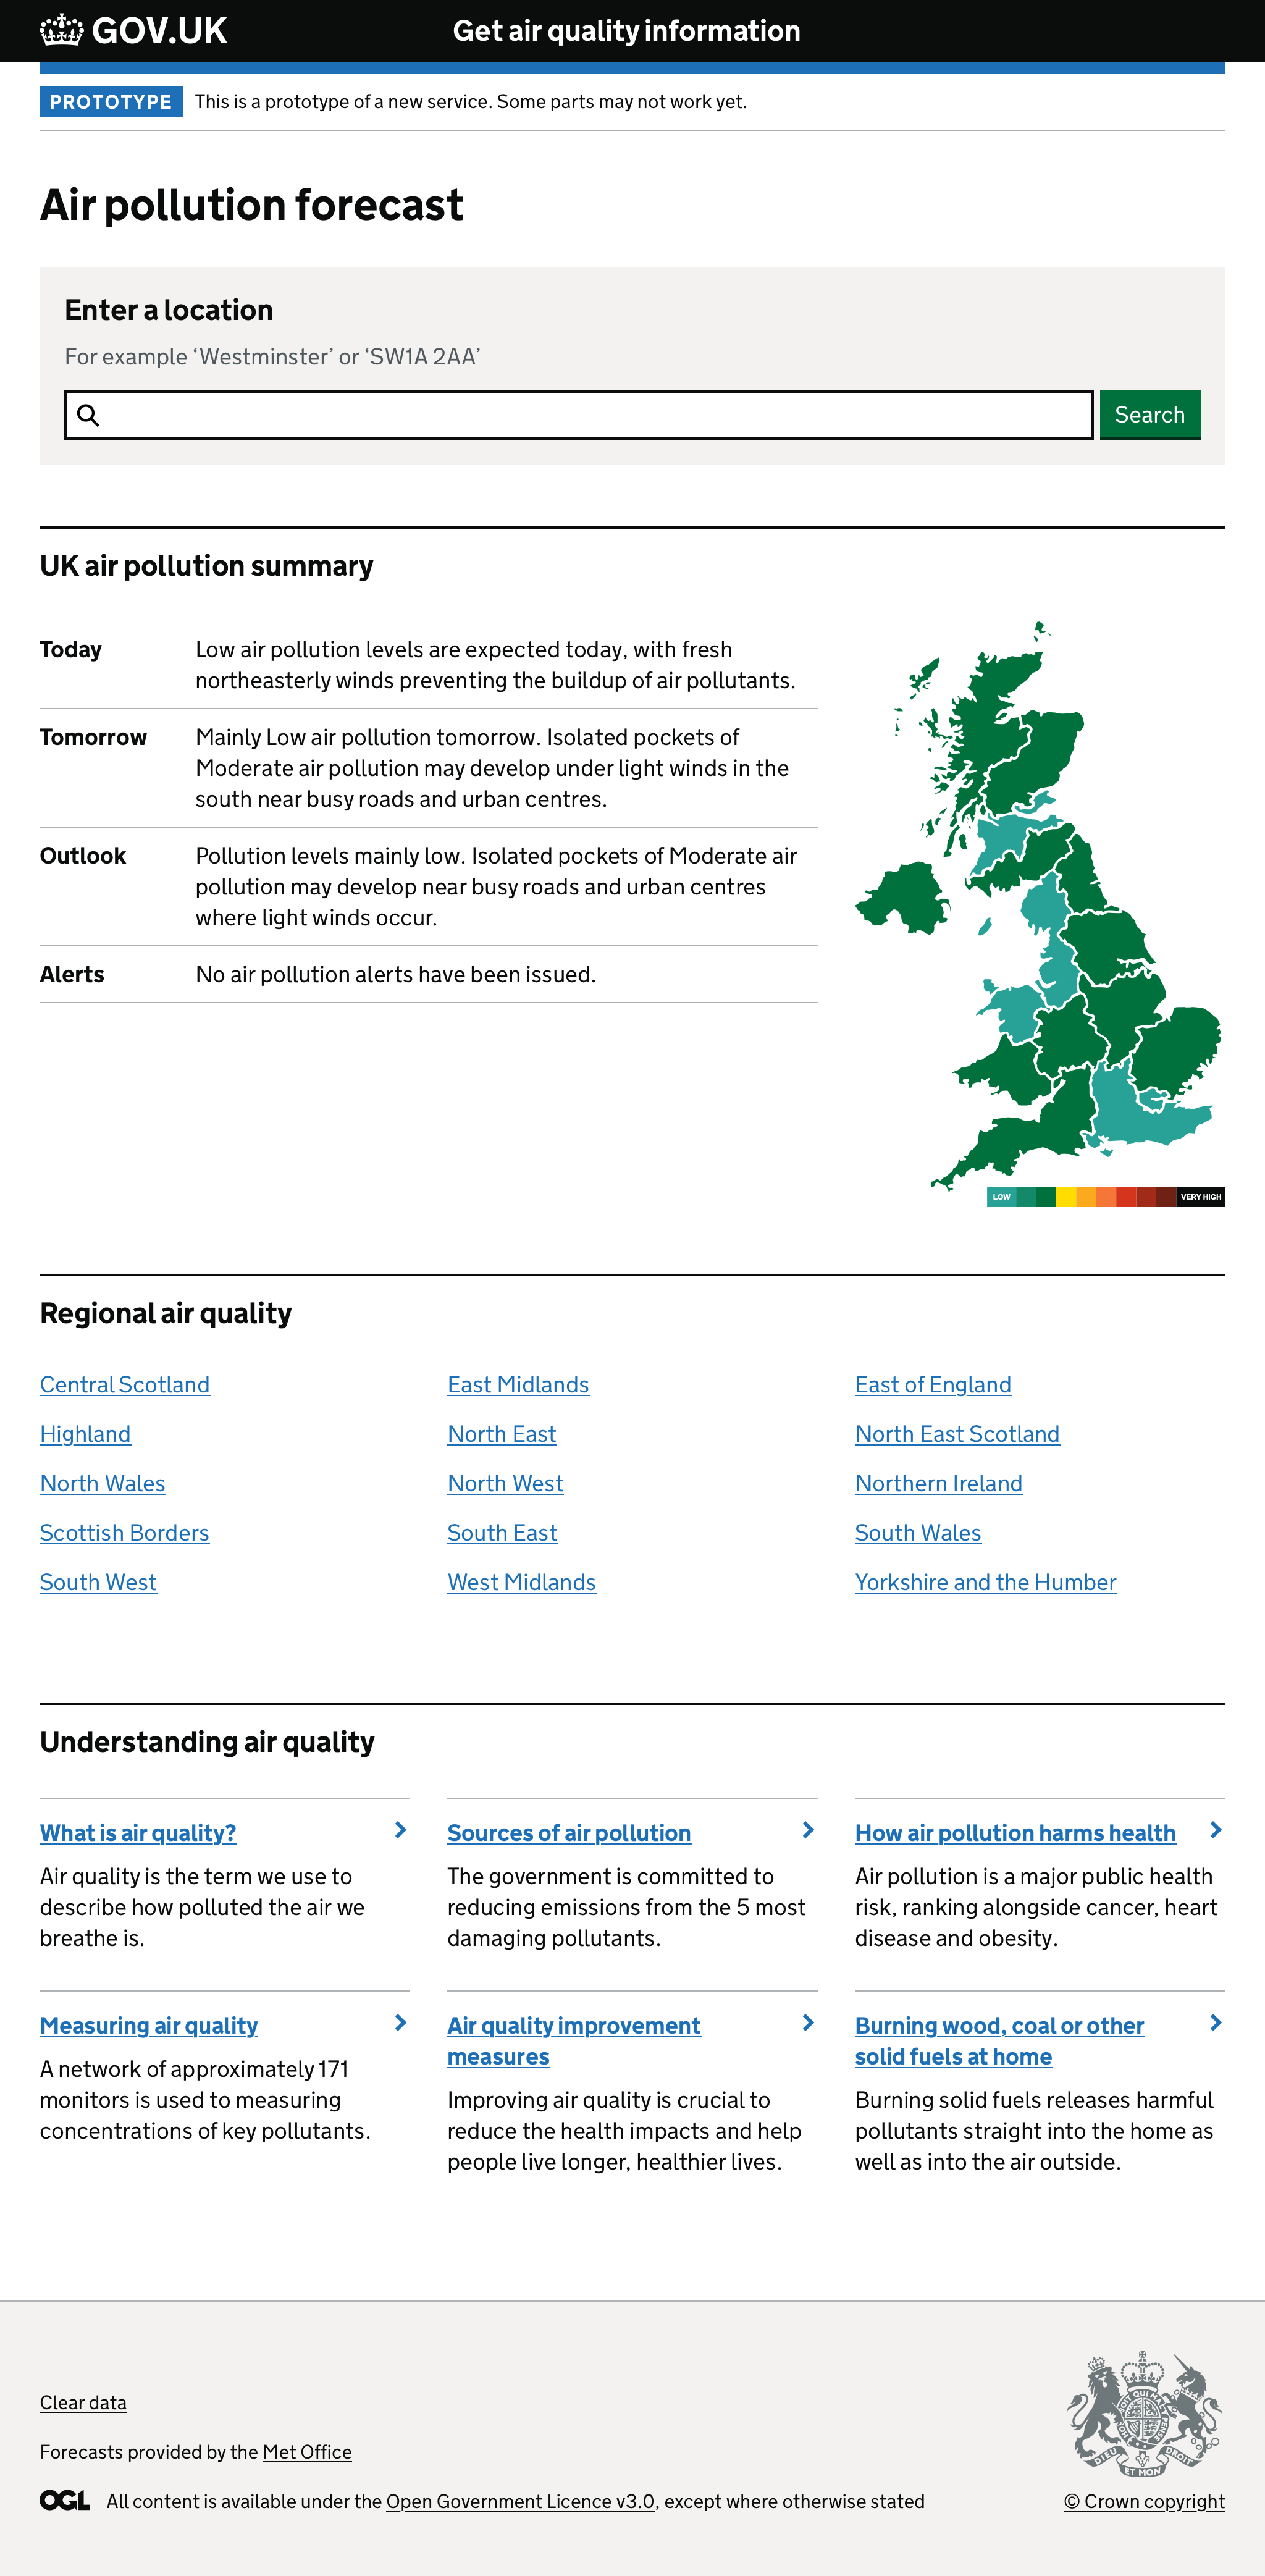 GOV.UK
Get air quality information
PROTOTYPE This is a prototype of a new service. Some parts may not work yet.
Air pollution forecast
Enter a location
For example ‘Westminster’ or ‘SW1A 2AA’
Search
UK air pollution summary
Today Low air pollution levels are expected today, with fresh
northeasterly winds preventing the buildup of air pollutants.
Tomorrow Mainly Low air pollution tomorrow. Isolated pockets of
Moderate air pollution may develop under light winds in the
south near busy roads and urban centres.
Outlook Pollution levels mainly low. Isolated pockets of Moderate air
pollution may develop near busy roads and urban centres
where light winds occur.
Alerts No air pollution alerts have been issued.
LOW VERY HIGH
Regional air quality
Central Scotland East Midlands East of England
Highland North East North East Scotland
North Wales North West Northern Ireland
Scottish Borders South East South Wales
South West West Midlands Yorkshire and the Humber
Understanding air quality
What is air quality?
Air quality is the term we use to
describe how polluted the air we
breathe is.
Sources of air pollution
The government is committed to
reducing emissions from the 5 most
damaging pollutants.
How air pollution harms health
Air pollution is a major public health
risk, ranking alongside cancer, heart
disease and obesity.
Measuring air quality
A network of approximately 171
monitors is used to measuring
concentrations of key pollutants.
Air quality improvement
measures
Improving air quality is crucial to
reduce the health impacts and help
people live longer, healthier lives.
Burning wood, coal or other
solid fuels at home
Burning solid fuels releases harmful
pollutants straight into the home as
well as into the air outside.
Clear data
Forecasts provided by the Met Office
OGL All content is available under the Open Government Licence v3.0, except where otherwise stated
DIEU ET MON DROIT
© Crown copyright